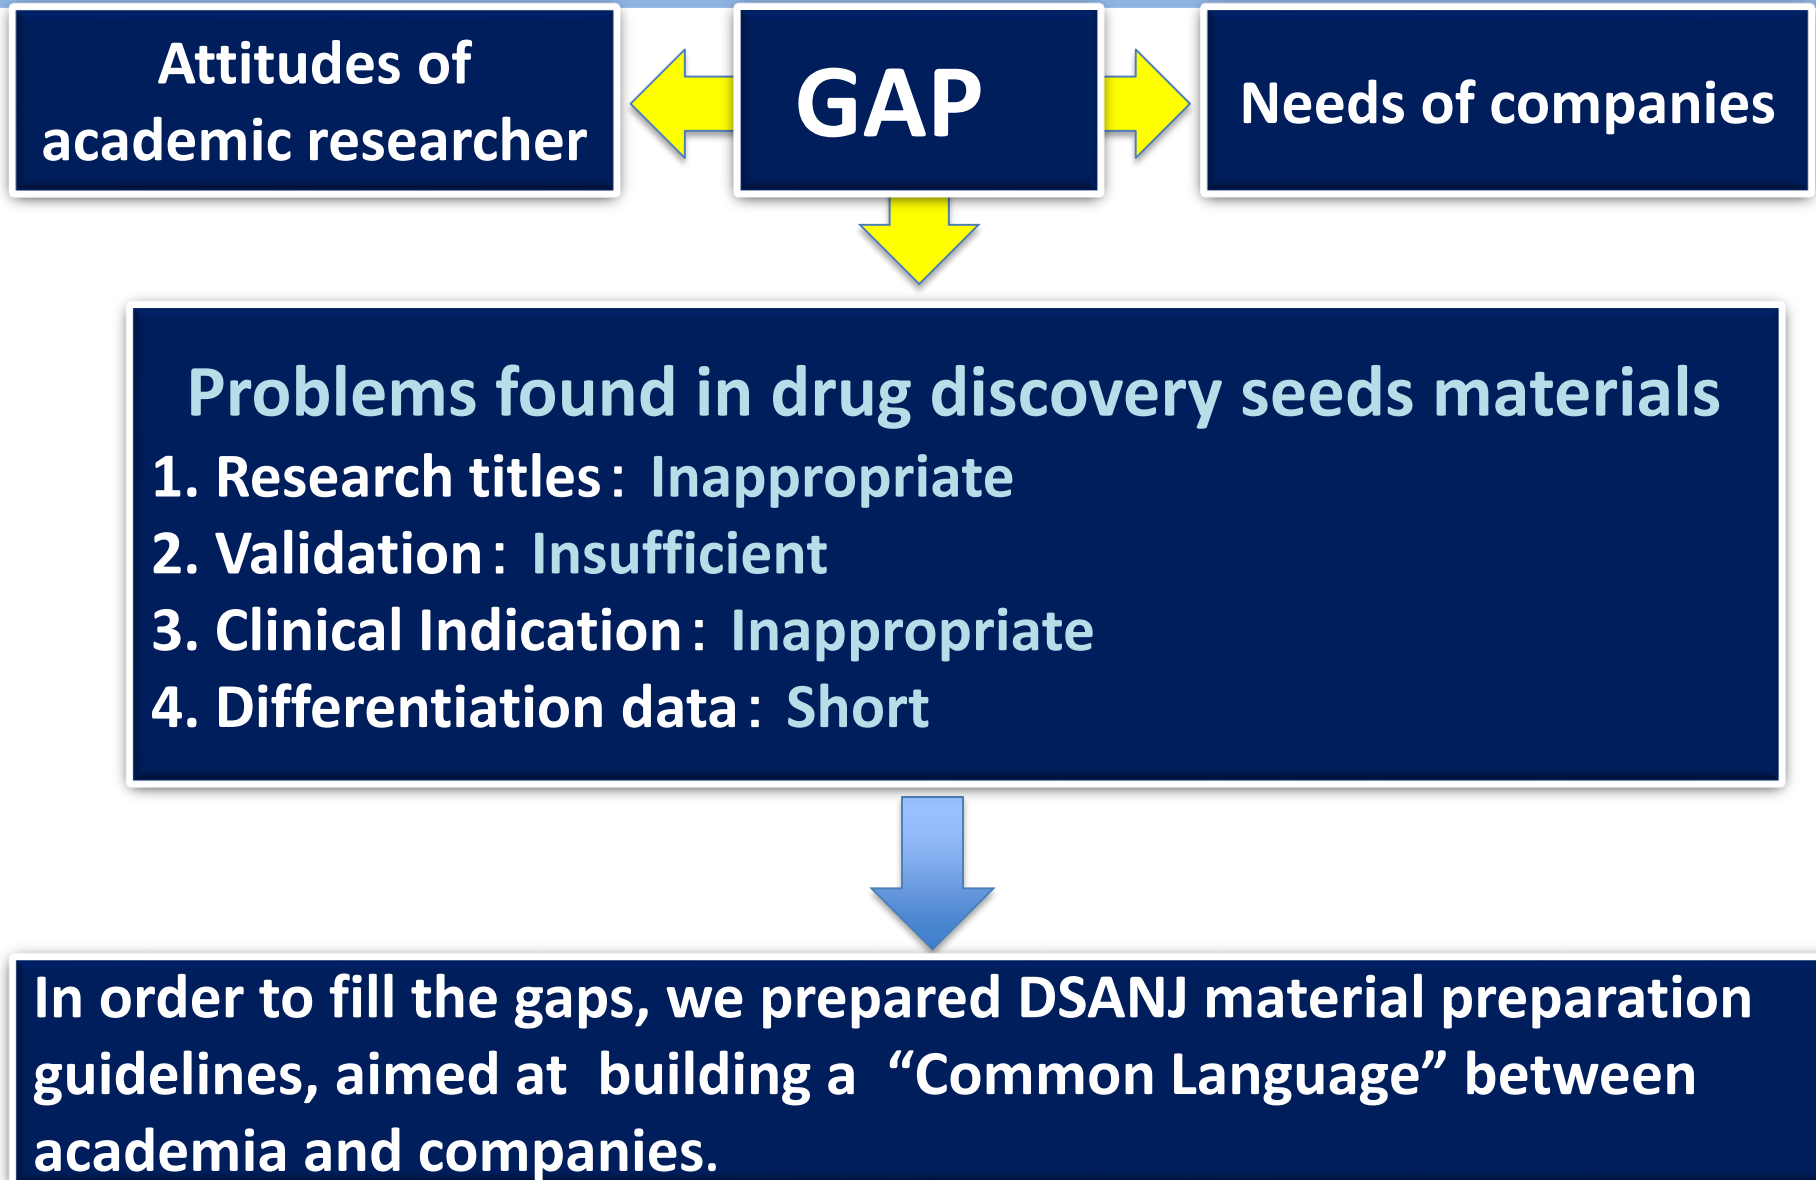 Attitudes of
academic researcher
GAP
Needs of companies
Problems found in drug discovery seeds materials
1. Research titles: Inappropriate
2. Validation: Insufficient
3. Clinical Indication: Inappropriate
4. Differentiation data: Short
In order to fill the gaps, we prepared DSANJ material preparation
guidelines, aimed at building a “Common Language” between
academia and companies.